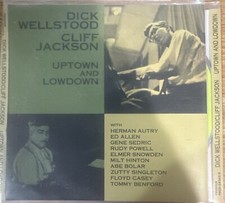 DICK
WELLSTOOD
CLIFF
JACKSON
UPTOWN
AND
LOWDOWN
HERMAN AUTRY
ED ALLEN
GENE SEDRIC
RUDY POWELL
ELMER SNOWDEN
MILT HINTON
ABE BOLAR
ZUTTY SINGLETON
FLOYD CASEY
TOMMY BENFORD
DICK WELLSTOOD/CLIFF JACKSON UPTOWN AND LOWDOWN